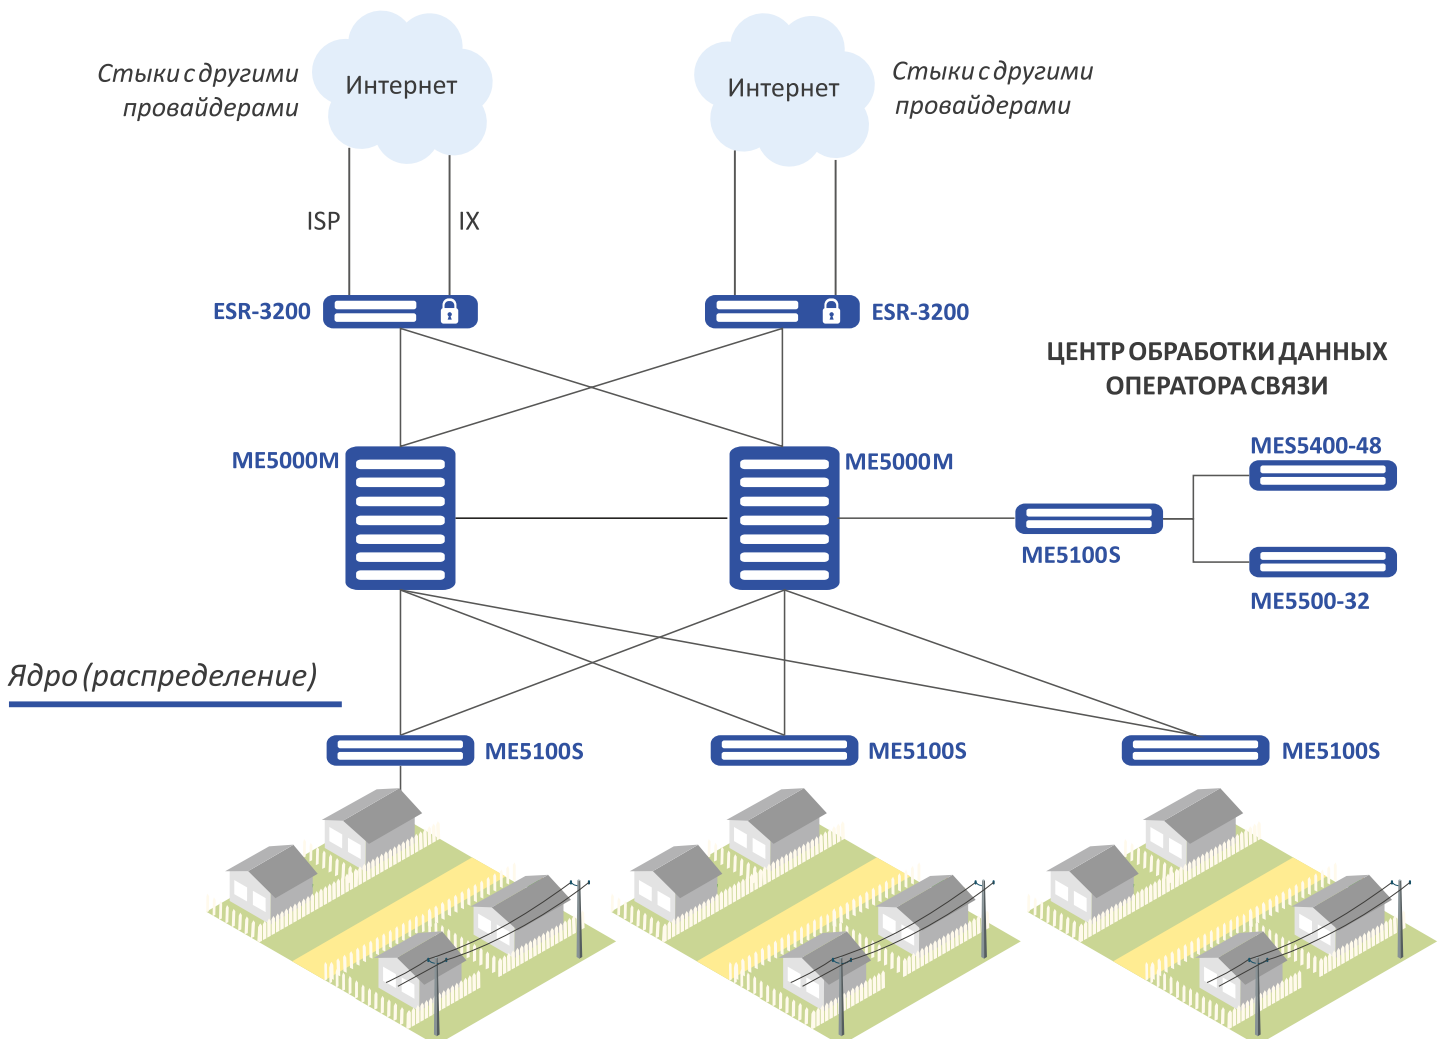 Стыки с другими
провайдерами
Интернет
Интернет
Стыки с другими
провайдерами
ISP
IX
ESR-3200
ESR-3200
ЦЕНТР ОБРАБОТКИ ДАННЫХ
ОПЕРАТОРА СВЯЗИ
ME5000M
ME5000M
MES5400-48
ME5100S
ME5500-32
Ядро (распределение)
ME5100S
ME5100S
ME5100S